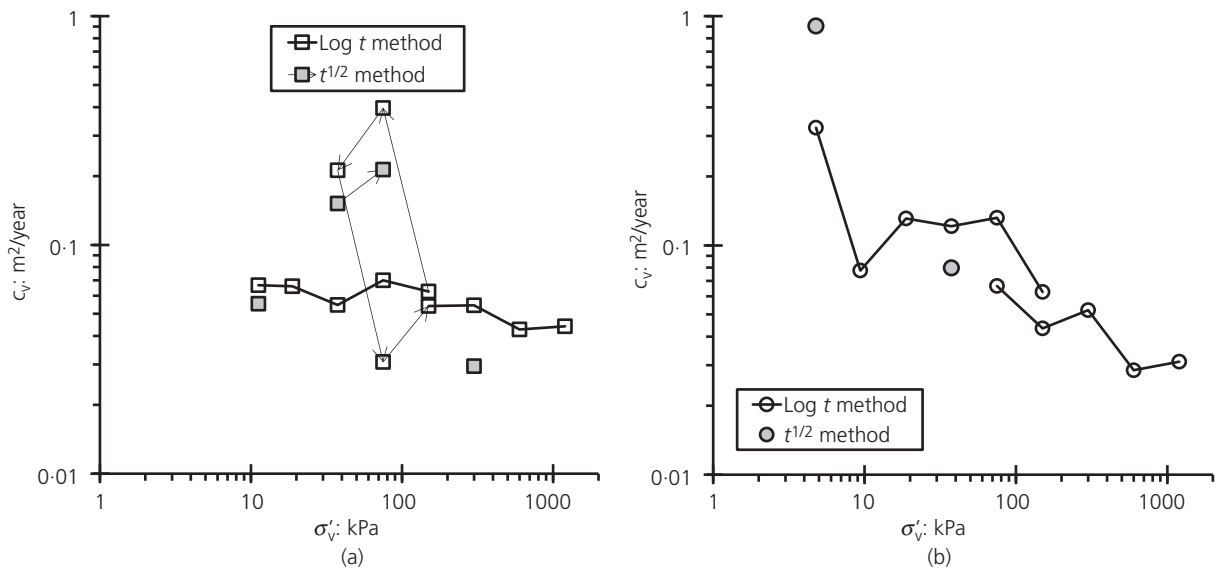 1
0·1
0·01
c_v: m²/year
Log t method
t^1/2 method
1 10 100 1000
σ′_v: kPa
(a)
1
0·1
0·01
c_v: m²/year
Log t method
t^1/2 method
1 10 100 1000
σ′_v: kPa
(b)